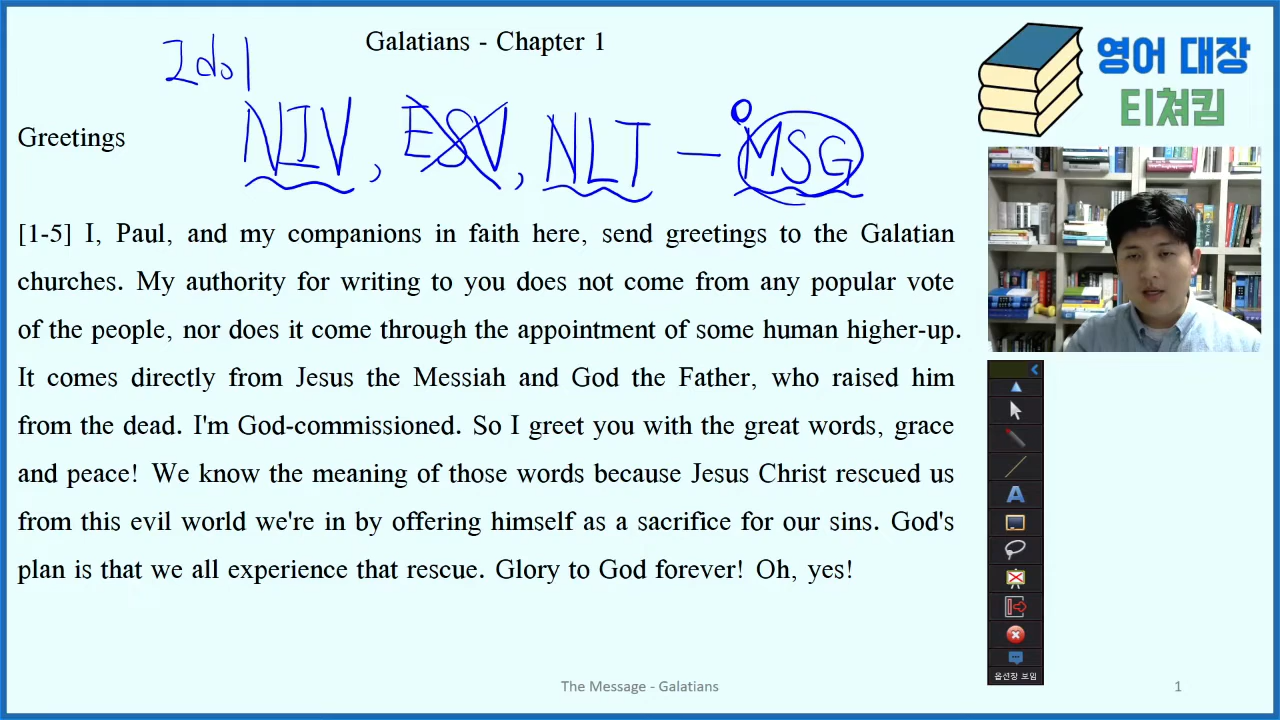 Galatians - Chapter 1
Idol
Greetings
NIV, ESV, NLT — MSG
[1-5] I, Paul, and my companions in faith here, send greetings to the Galatian
churches. My authority for writing to you does not come from any popular vote
of the people, nor does it come through the appointment of some human higher-up.
It comes directly from Jesus the Messiah and God the Father, who raised him
from the dead. I'm God-commissioned. So I greet you with the great words, grace
and peace! We know the meaning of those words because Jesus Christ rescued us
from this evil world we're in by offering himself as a sacrifice for our sins. God's
plan is that we all experience that rescue. Glory to God forever! Oh, yes!
영어 대장
티쳐킴
A
옵션창 보임
The Message - Galatians
1